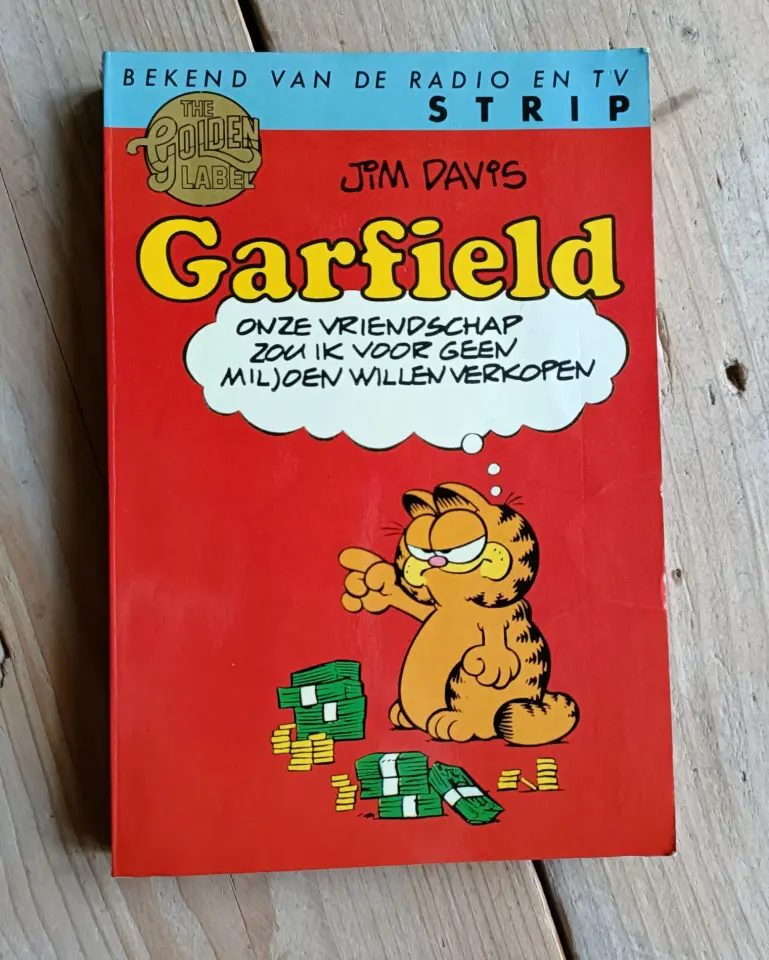 BEKEND VAN DE RADIO EN TV
STRIP
THE
GOLDEN
LABEL
JIM DAVIS
Garfield
ONZE VRIENDSCHAP
ZOU IK VOOR GEEN
MILJOEN WILLEN VERKOPEN